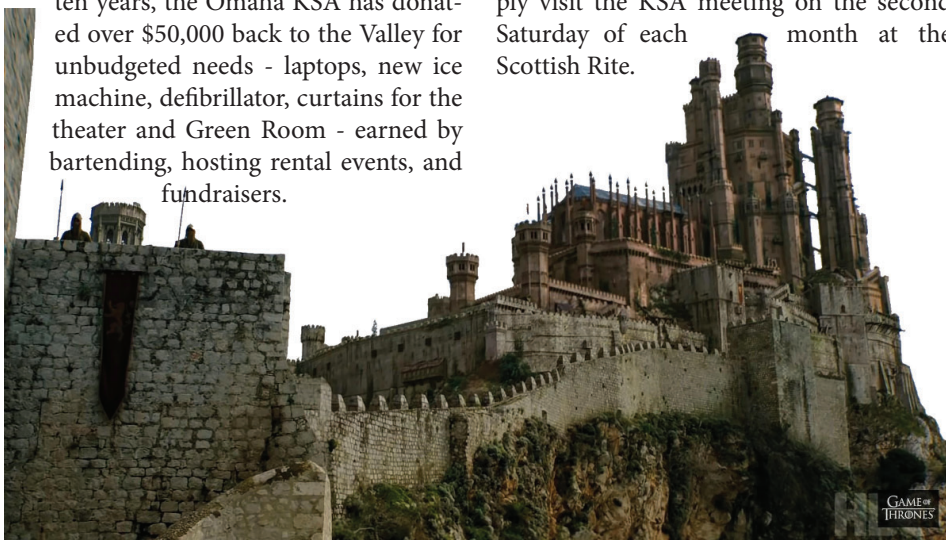 ten years, the Omaha KSA has donat-
ed over $50,000 back to the Valley for
unbudgeted needs - laptops, new ice
machine, defibrillator, curtains for the
theater and Green Room - earned by
bartending, hosting rental events, and
fundraisers.
ply visit the KSA meeting on the second
Saturday of each month at the
Scottish Rite.
GAME OF
THRONES